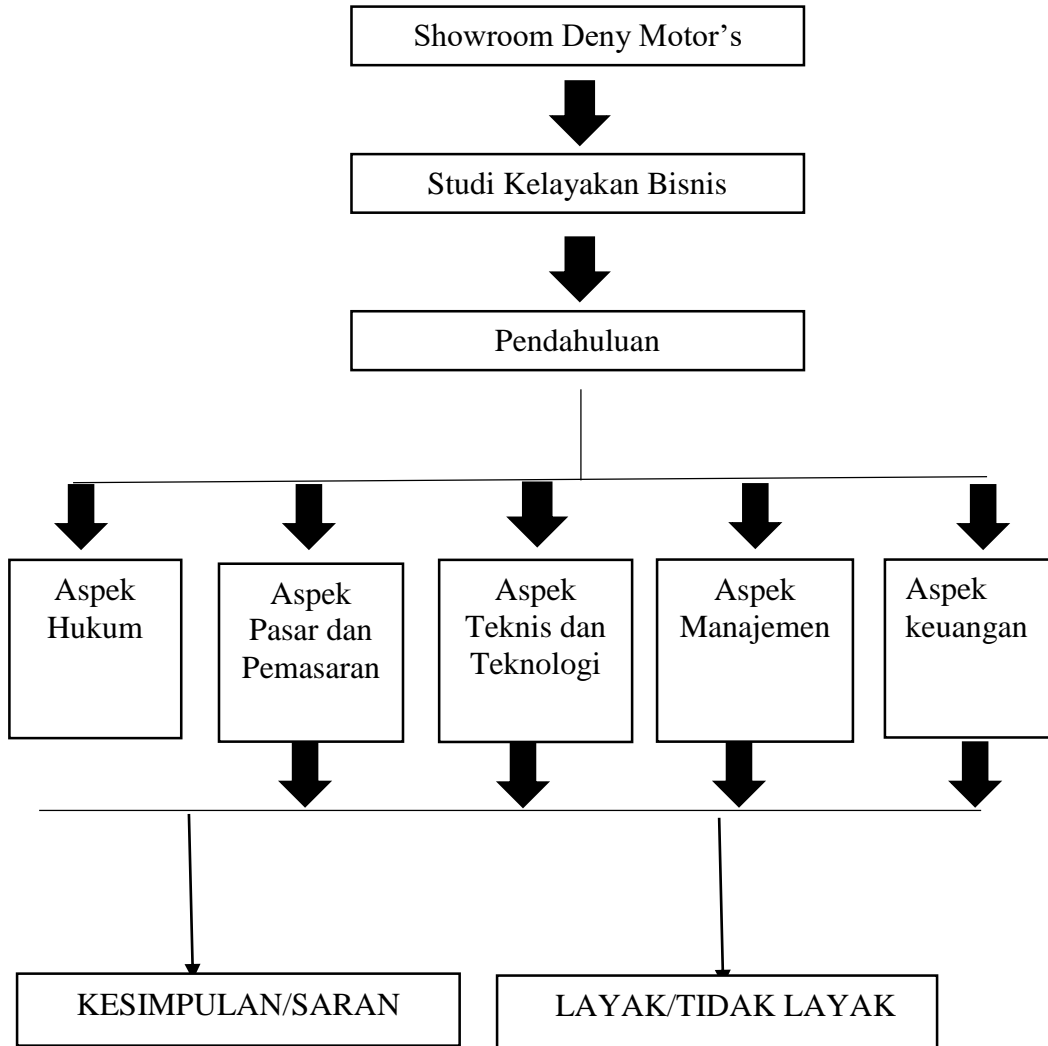 Showroom Deny Motor’s
Studi Kelayakan Bisnis
Pendahuluan
Aspek
Hukum
Aspek
Pasar dan
Pemasaran
Aspek
Teknis dan
Teknologi
Aspek
Manajemen
Aspek
keuangan
KESIMPULAN/SARAN
LAYAK/TIDAK LAYAK